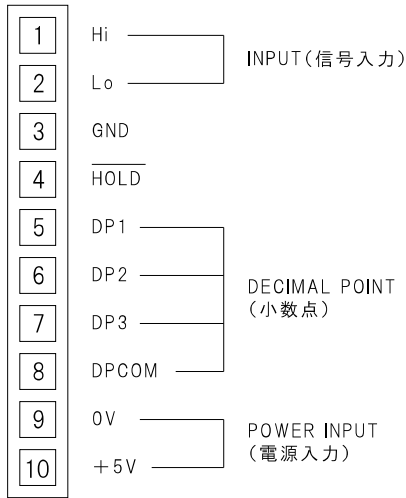 1 Hi
2 Lo
INPUT(信号入力)
3 GND
4 HOLD
5 DP1
6 DP2
7 DP3
8 DPCOM
DECIMAL POINT
(小数点)
9 0V
10 +5V
POWER INPUT
(電源入力)